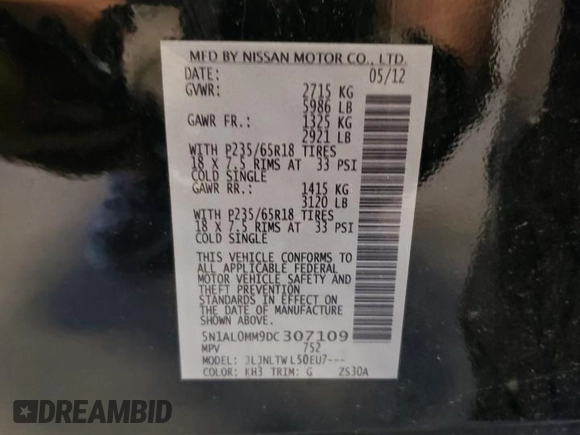 MFD BY NISSAN MOTOR CO., LTD.
DATE: 05/12
GVWR: 2715 KG
5986 LB
GAWR FR.: 1325 KG
2921 LB
WITH P235/65R18 TIRES
18 X 7.5 RIMS AT 33 PSI
COLD SINGLE
GAWR RR.: 1415 KG
3120 LB
WITH P235/65R18 TIRES
18 X 7.5 RIMS AT 33 PSI
COLD SINGLE
THIS VEHICLE CONFORMS TO
ALL APPLICABLE FEDERAL
MOTOR VEHICLE SAFETY AND
THEFT PREVENTION
STANDARDS IN EFFECT ON
THE DATE OF MANUFACTURE
SHOWN ABOVE.
5N1AL0MM9DC307109
MPV 752
MODEL: JLJNLTWL50EU7---
COLOR: KH3 TRIM: G ZS30A
DREAMBID